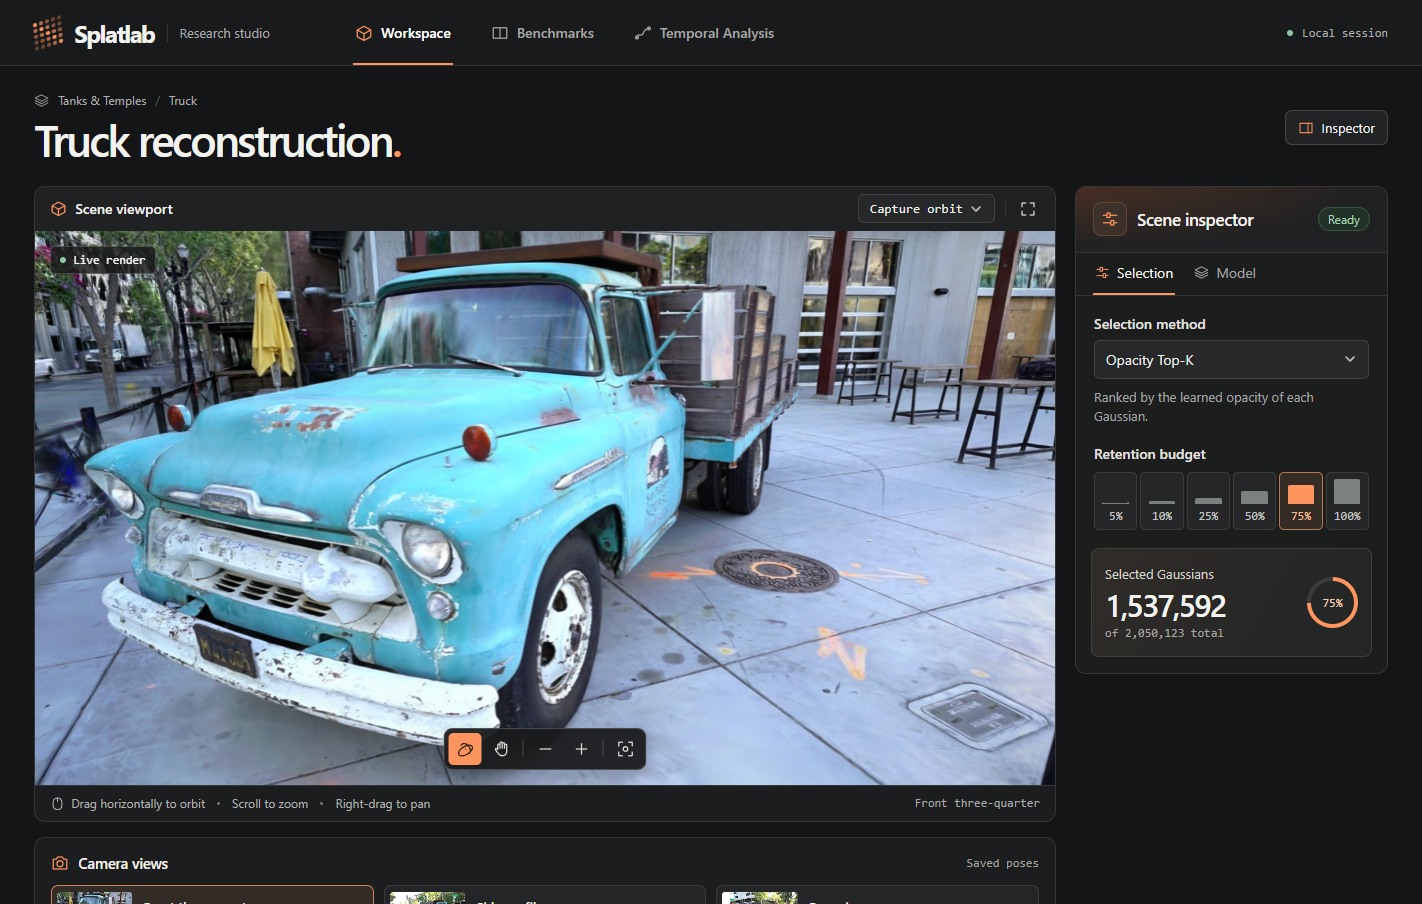 Splatlab
Research studio
Workspace
Benchmarks
Temporal Analysis
Local session
Tanks & Temples / Truck
Truck reconstruction.
Inspector
Scene viewport
Capture orbit
Live render
Drag horizontally to orbit • Scroll to zoom • Right-drag to pan
Front three-quarter
Camera views
Saved poses
Scene inspector
Ready
Selection
Model
Selection method
Opacity Top-K
Ranked by the learned opacity of each
Gaussian.
Retention budget
5% 10% 25% 50% 75% 100%
Selected Gaussians
1,537,592
of 2,050,123 total
75%